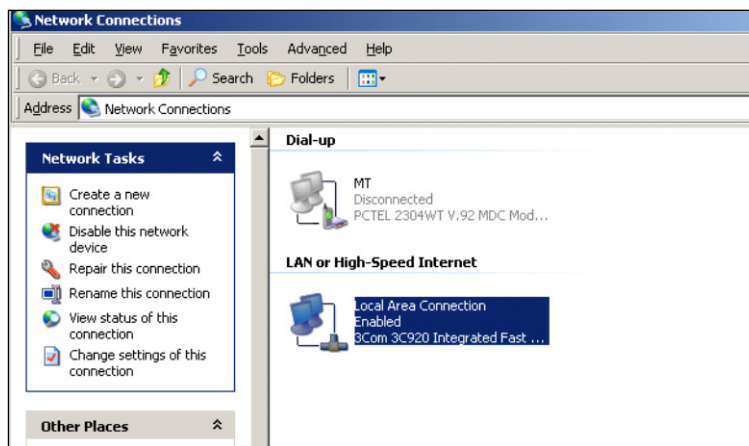 Network Connections
File Edit View Favorites Tools Advanced Help
Back Search Folders
Address Network Connections
Network Tasks
Create a new
connection
Disable this network
device
Repair this connection
Rename this connection
View status of this
connection
Change settings of this
connection
Other Places
Dial-up
MT
Disconnected
PCTEL 2304WT V.92 MDC Mod...
LAN or High-Speed Internet
Local Area Connection
Enabled
3Com 3C920 Integrated Fast ...